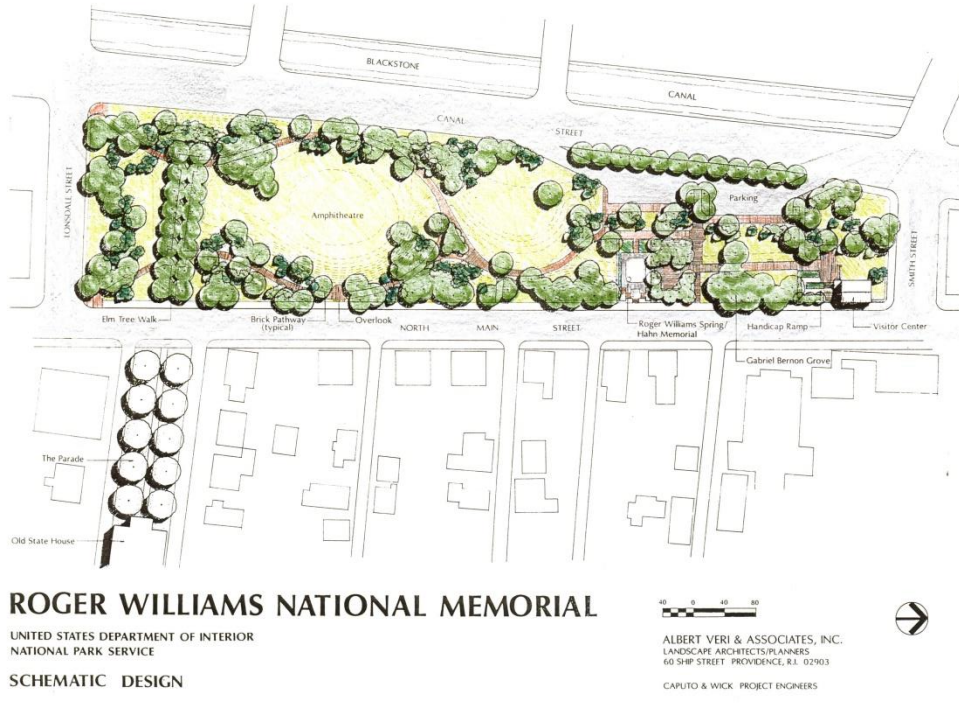 BLACKSTONE
CANAL
CANAL
STREET
LONSDALE STREET
SMITH STREET
Amphitheatre
Parking
Elm Tree Walk
Brick Pathway
(typical)
Overlook
NORTH MAIN STREET
Roger Williams Spring/
Hahn Memorial
Handicap Ramp
Visitor Center
Gabriel Bernon Grove
The Parade
Old State House
ROGER WILLIAMS NATIONAL MEMORIAL
UNITED STATES DEPARTMENT OF INTERIOR
NATIONAL PARK SERVICE
SCHEMATIC DESIGN
40 0 40 80
ALBERT VERI & ASSOCIATES, INC.
LANDSCAPE ARCHITECTS/PLANNERS
60 SHIP STREET PROVIDENCE, R.I. 02903
CAPUTO & WICK PROJECT ENGINEERS